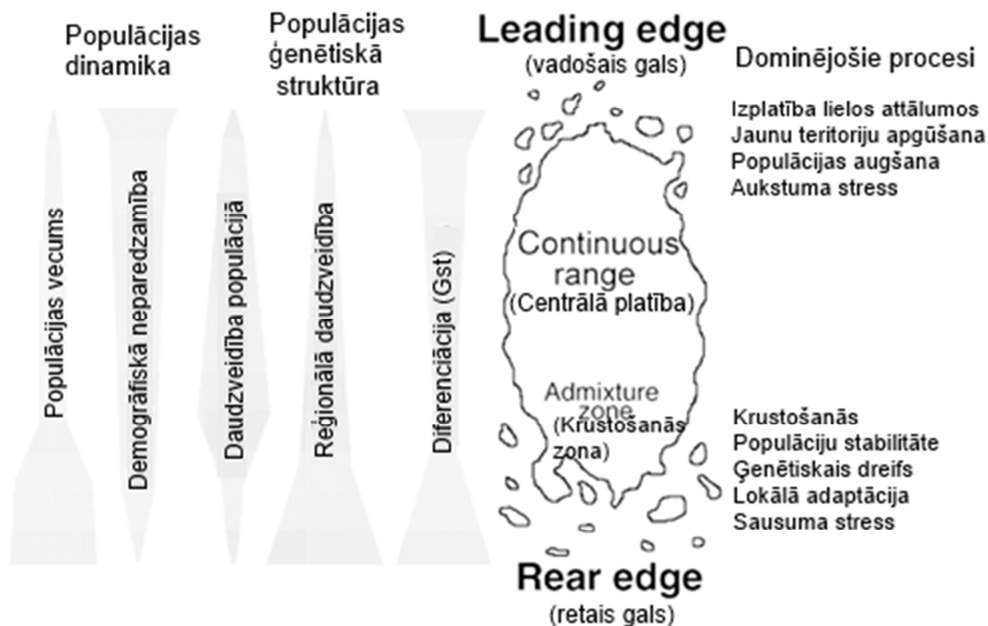 Populācijas
dinamika
Populācijas
ģenētiskā
struktūra
Populācijas vecums
Demogrāfiskā neparedzamība
Daudzveidība populācijā
Reģionālā daudzveidība
Diferenciācija (Gst)
Leading edge
(vadošais gals)
Continuous
range
(Centrālā platība)
Admixture
zone
(Krustošanās
zona)
Rear edge
(retais gals)
Dominējošie procesi
Izplatība lielos attālumos
Jaunu teritoriju apgūšana
Populācijas augšana
Aukstuma stress
Krustošanās
Populāciju stabilitāte
Ģenētiskais dreifs
Lokālā adaptācija
Sausuma stress